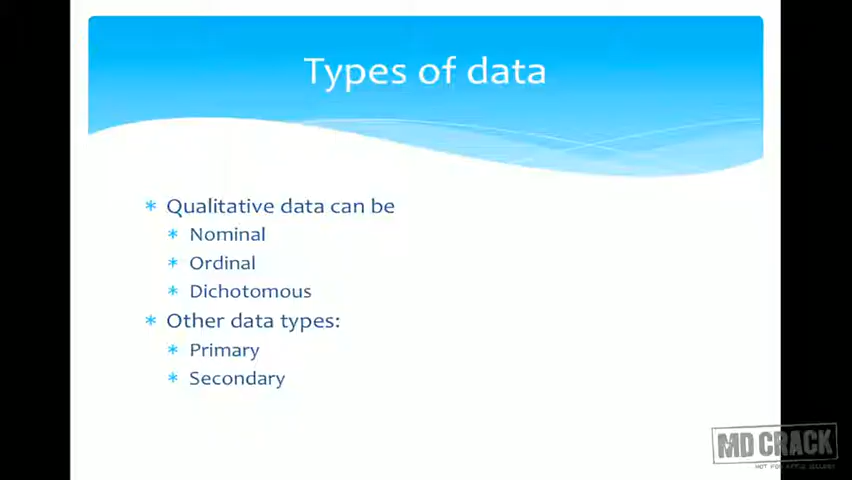 Types of data
Qualitative data can be
Nominal
Ordinal
Dichotomous
Other data types:
Primary
Secondary
MD CRACK